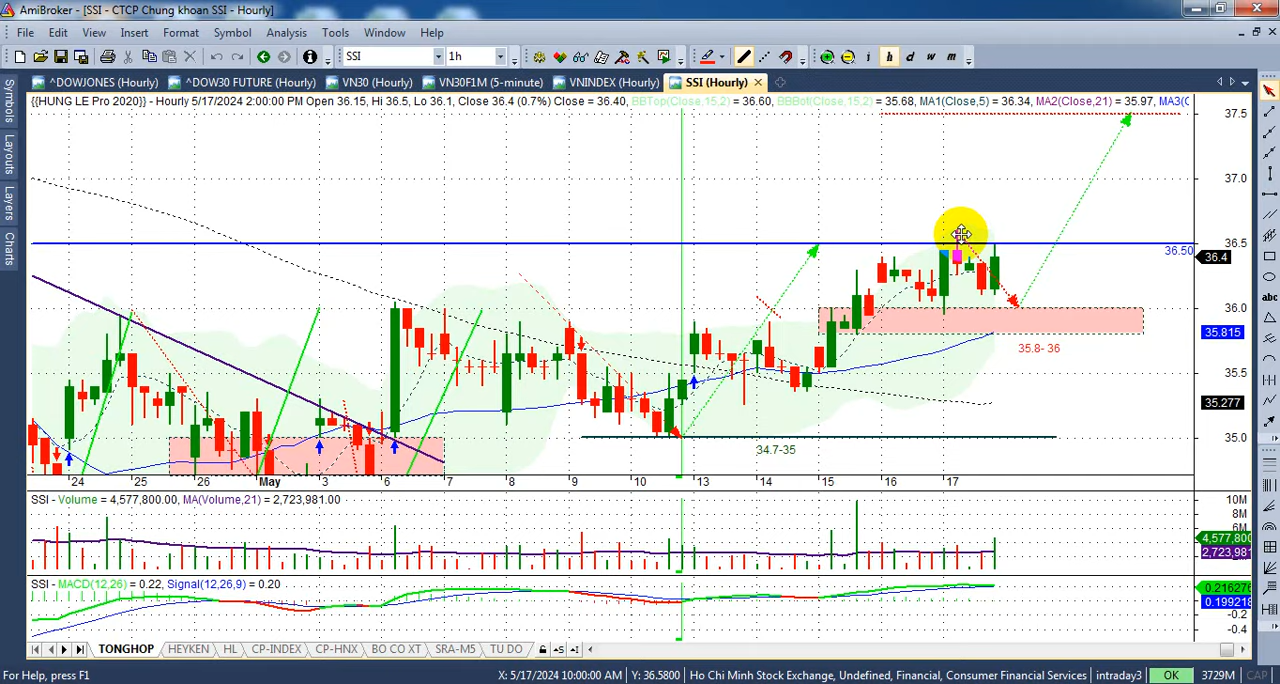 AmiBroker - [SSI - CTCP Chung khoan SSI - Hourly]
File Edit View Insert Format Symbol Analysis Tools Window Help
SSI 1h i h d w m
^DOWJONES (Hourly) ^DOW30 FUTURE (Hourly) VN30 (Hourly) VN30F1M (5-minute) VNINDEX (Hourly) SSI (Hourly)
Symbols
Layouts
Layers
Charts
{{HUNG LE Pro 2020}} - Hourly 5/17/2024 2:00:00 PM Open 36.15, Hi 36.5, Lo 36.1, Close 36.4 (0.7%) Close = 36.40, BBTop(Close,15,2) = 36.60, BBBot(Close,15,2) = 35.68, MA1(Close,5) = 36.34, MA2(Close,21) = 35.97, MA3(C
37.5
37.0
36.5
36.50
36.4
36.0
35.815
35.8- 36
35.5
35.277
35.0
34.7-35
24 25 26 May 3 6 7 8 9 10 13 14 15 16 17
SSI - Volume = 4,577,800.00, MA(Volume,21) = 2,723,981.00
10M
8M
6M
4,577,800
2,723,981
SSI - MACD(12,26) = 0.22, Signal(12,26,9) = 0.20
0.216276
0.199218
-0.2
-0.4
abc
TONGHOP HEYKEN HL CP-INDEX CP-HNX BO CO XT SRA-M5 TU DO
For Help, press F1 X: 5/17/2024 10:00:00 AM Y: 36.5800 Ho Chi Minh Stock Exchange, Undefined, Financial, Consumer Financial Services intraday3 OK 3729M CAP